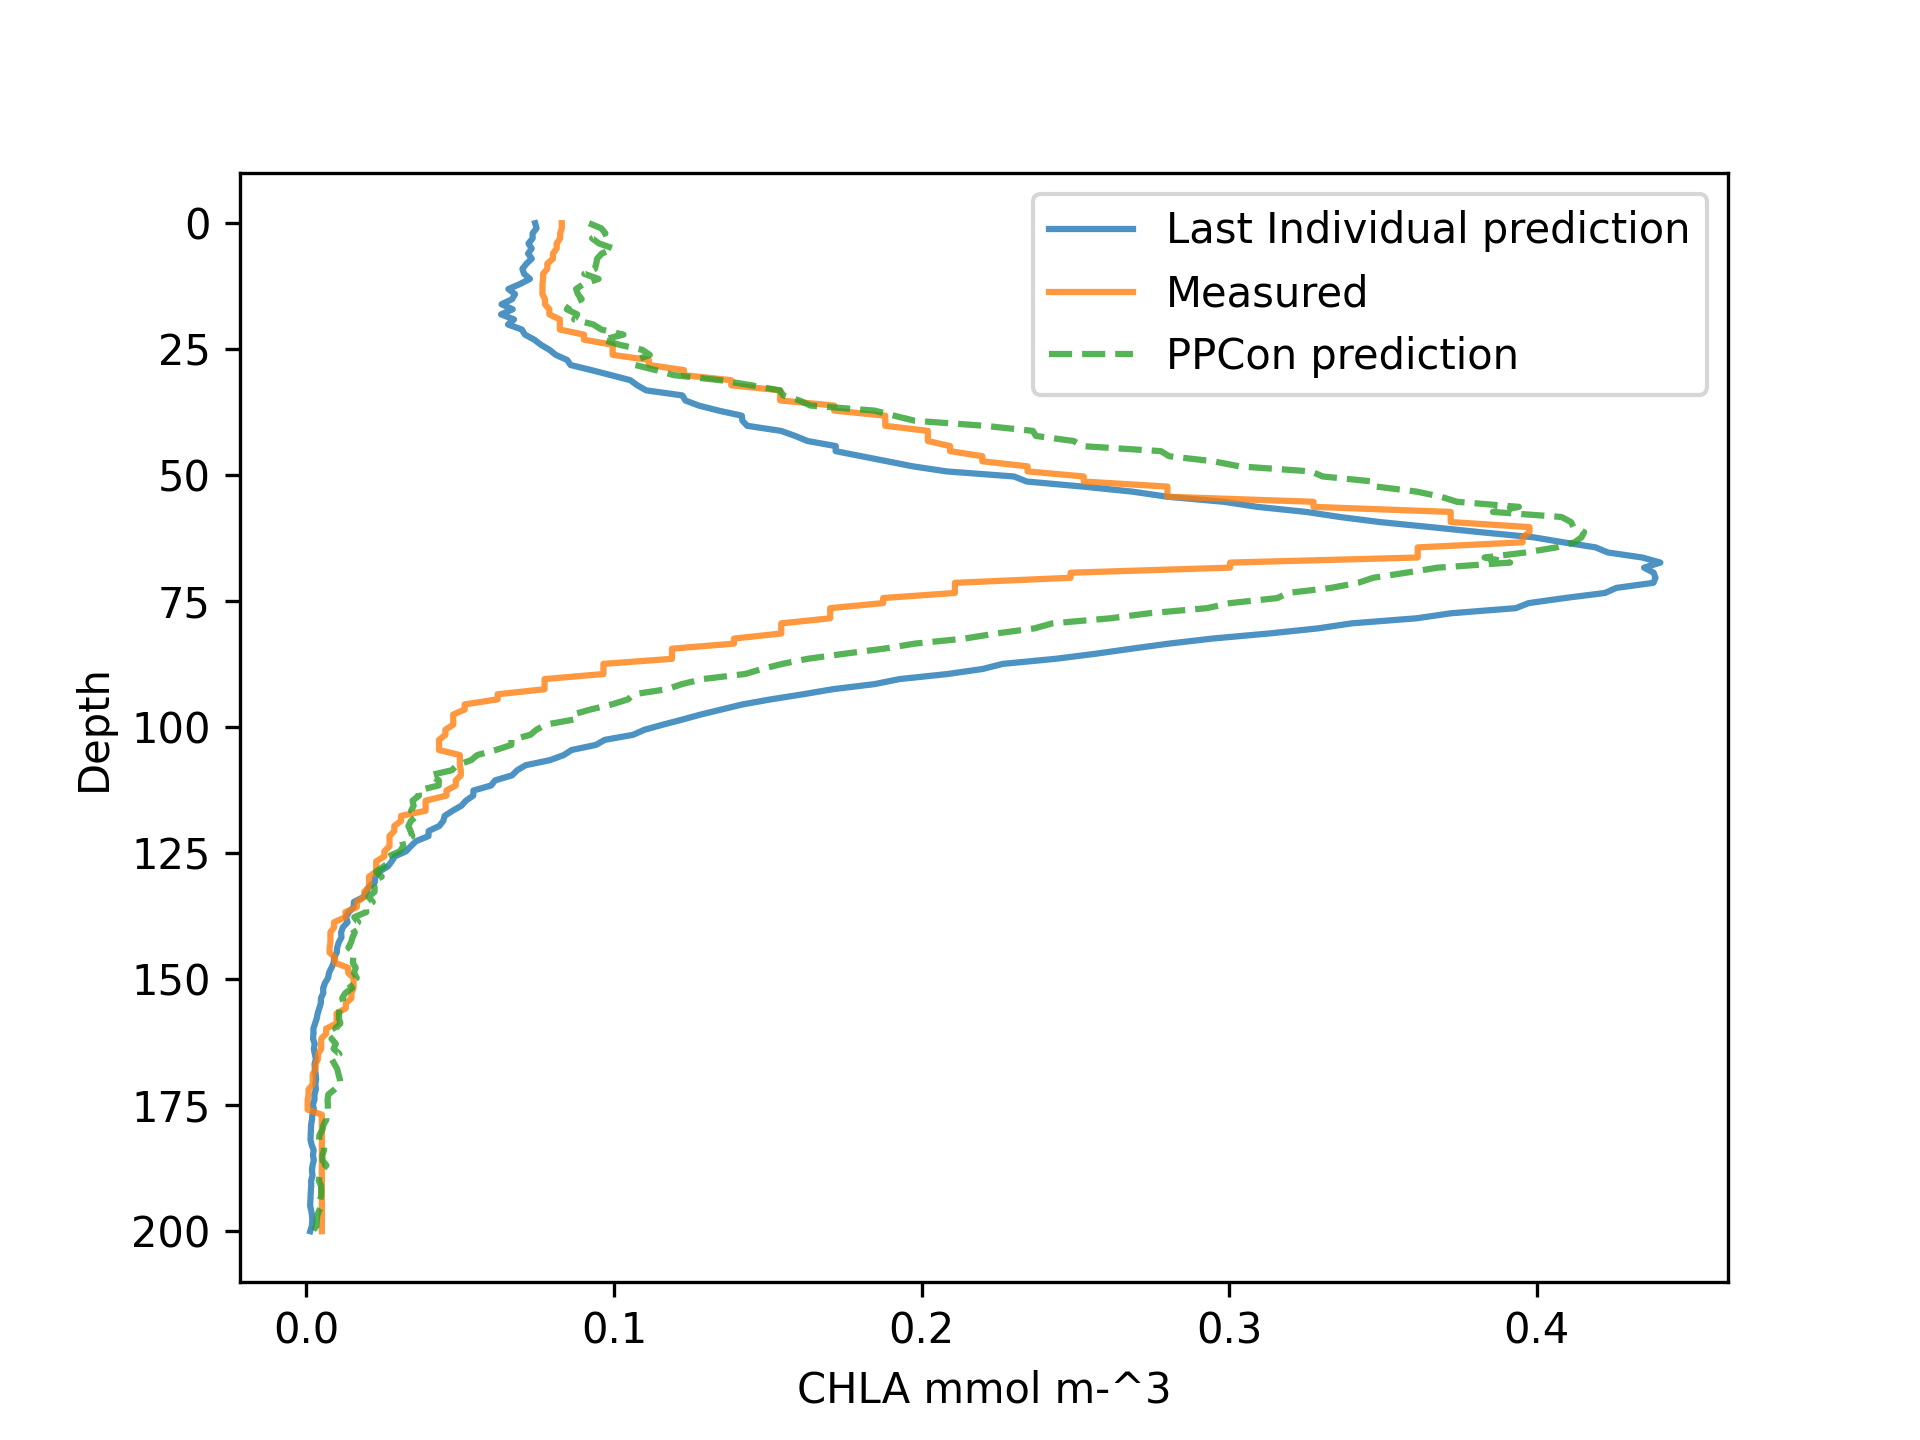 Last Individual prediction
Measured
PPCon prediction
0
25
50
75
100
125
150
175
200
Depth
0.0 0.1 0.2 0.3 0.4
CHLA mmol m-^3